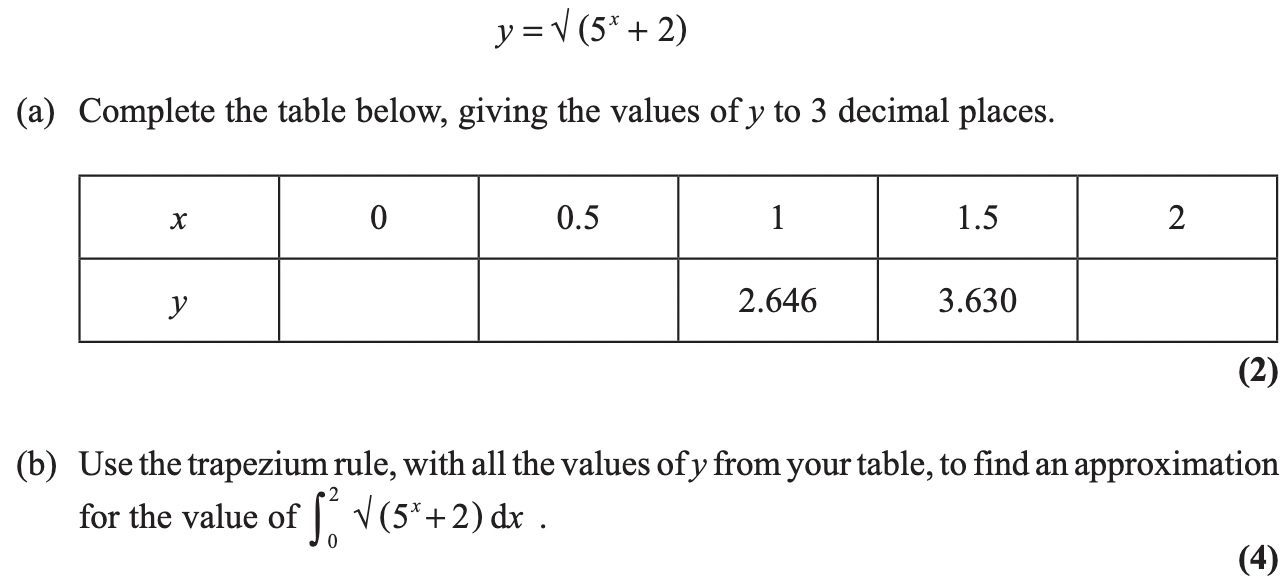 y = √ (5ˣ + 2)
(a) Complete the table below, giving the values of y to 3 decimal places.
x 0 0.5 1 1.5 2
y 2.646 3.630
(2)
(b) Use the trapezium rule, with all the values of y from your table, to find an approximation
for the value of ∫₀² √ (5ˣ + 2) dx .
(4)